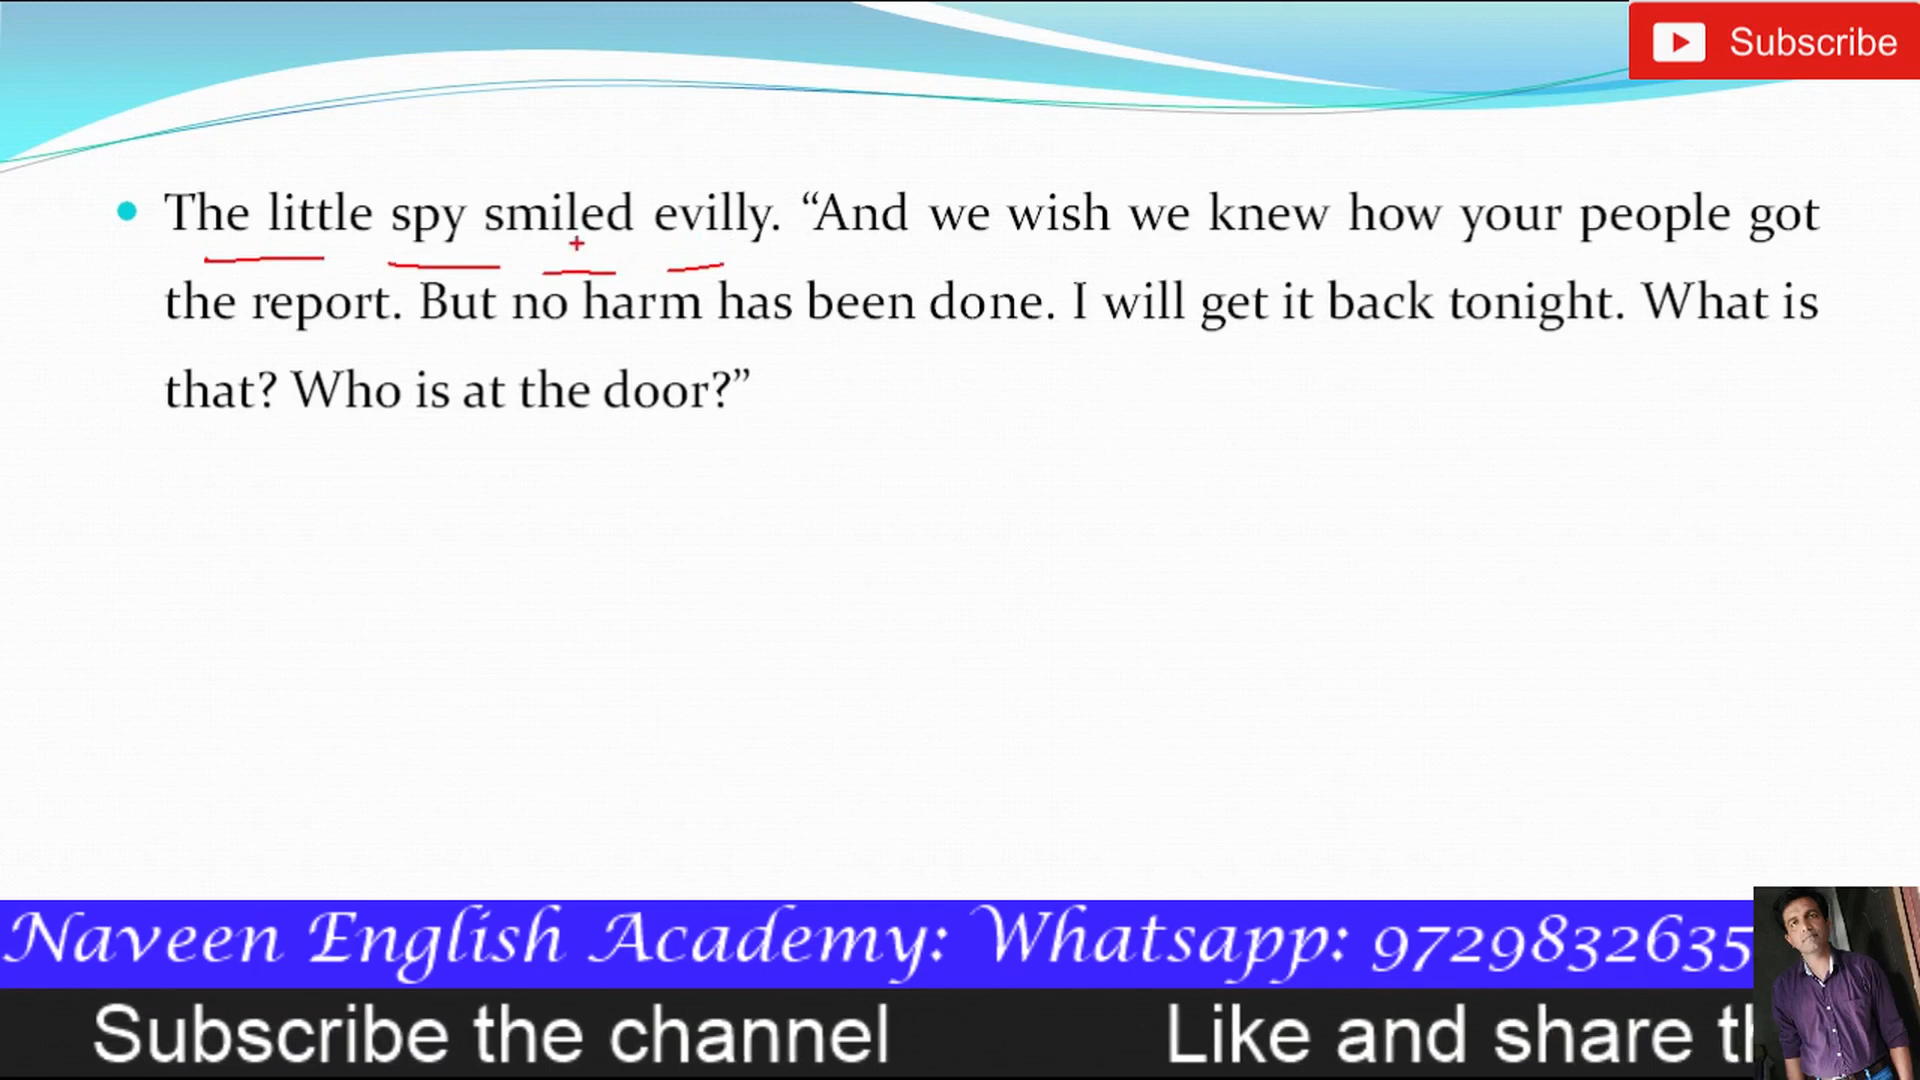 Subscribe
The little spy smiled evilly. “And we wish we knew how your people got
the report. But no harm has been done. I will get it back tonight. What is
that? Who is at the door?”
Naveen English Academy: Whatsapp: 9729832635
Subscribe the channel Like and share